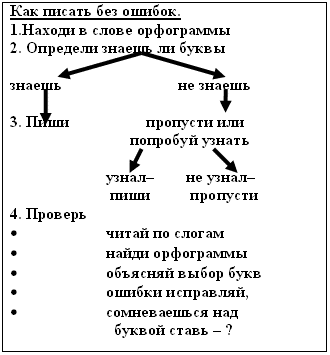 Как писать без ошибок.
1.Находи в слове орфограммы
2. Определи знаешь ли буквы
знаешь не знаешь
3. Пиши пропусти или
попробуй узнать
узнал– не узнал–
пиши пропусти
4. Проверь
• читай по слогам
• найди орфограммы
• объясняй выбор букв
• ошибки исправляй,
• сомневаешься над
буквой ставь – ?